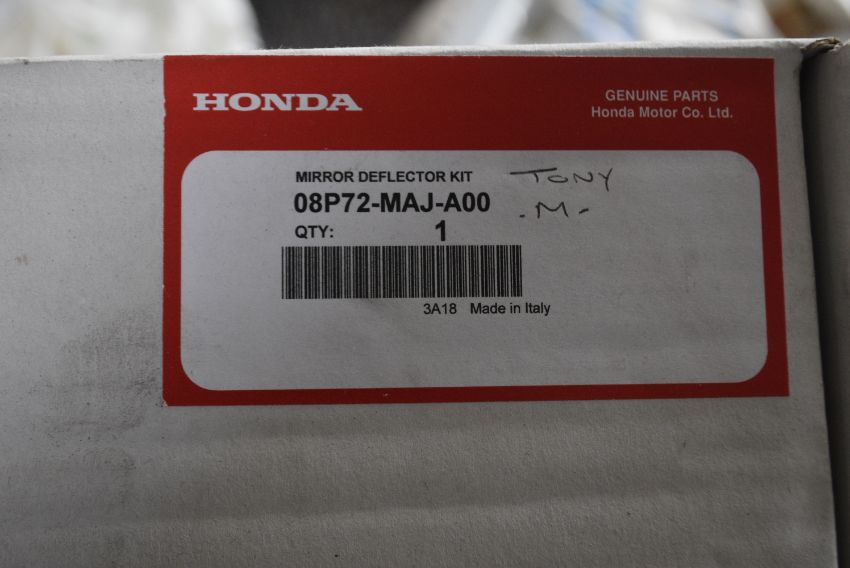 HONDA
GENUINE PARTS
Honda Motor Co. Ltd.
MIRROR DEFLECTOR KIT
08P72-MAJ-A00
QTY: 1
TONY
-M-
3A18 Made in Italy